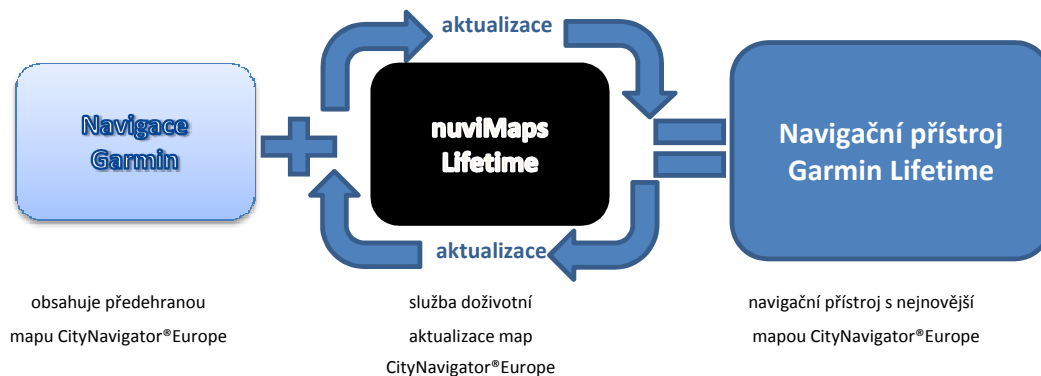 aktualizace
Navigace
Garmin
nuviMaps
Lifetime
Navigační přístroj
Garmin Lifetime
aktualizace
obsahuje předehranou
mapu CityNavigator®Europe
služba doživotní
aktualizace map
CityNavigator®Europe
navigační přístroj s nejnovější
mapou CityNavigator®Europe